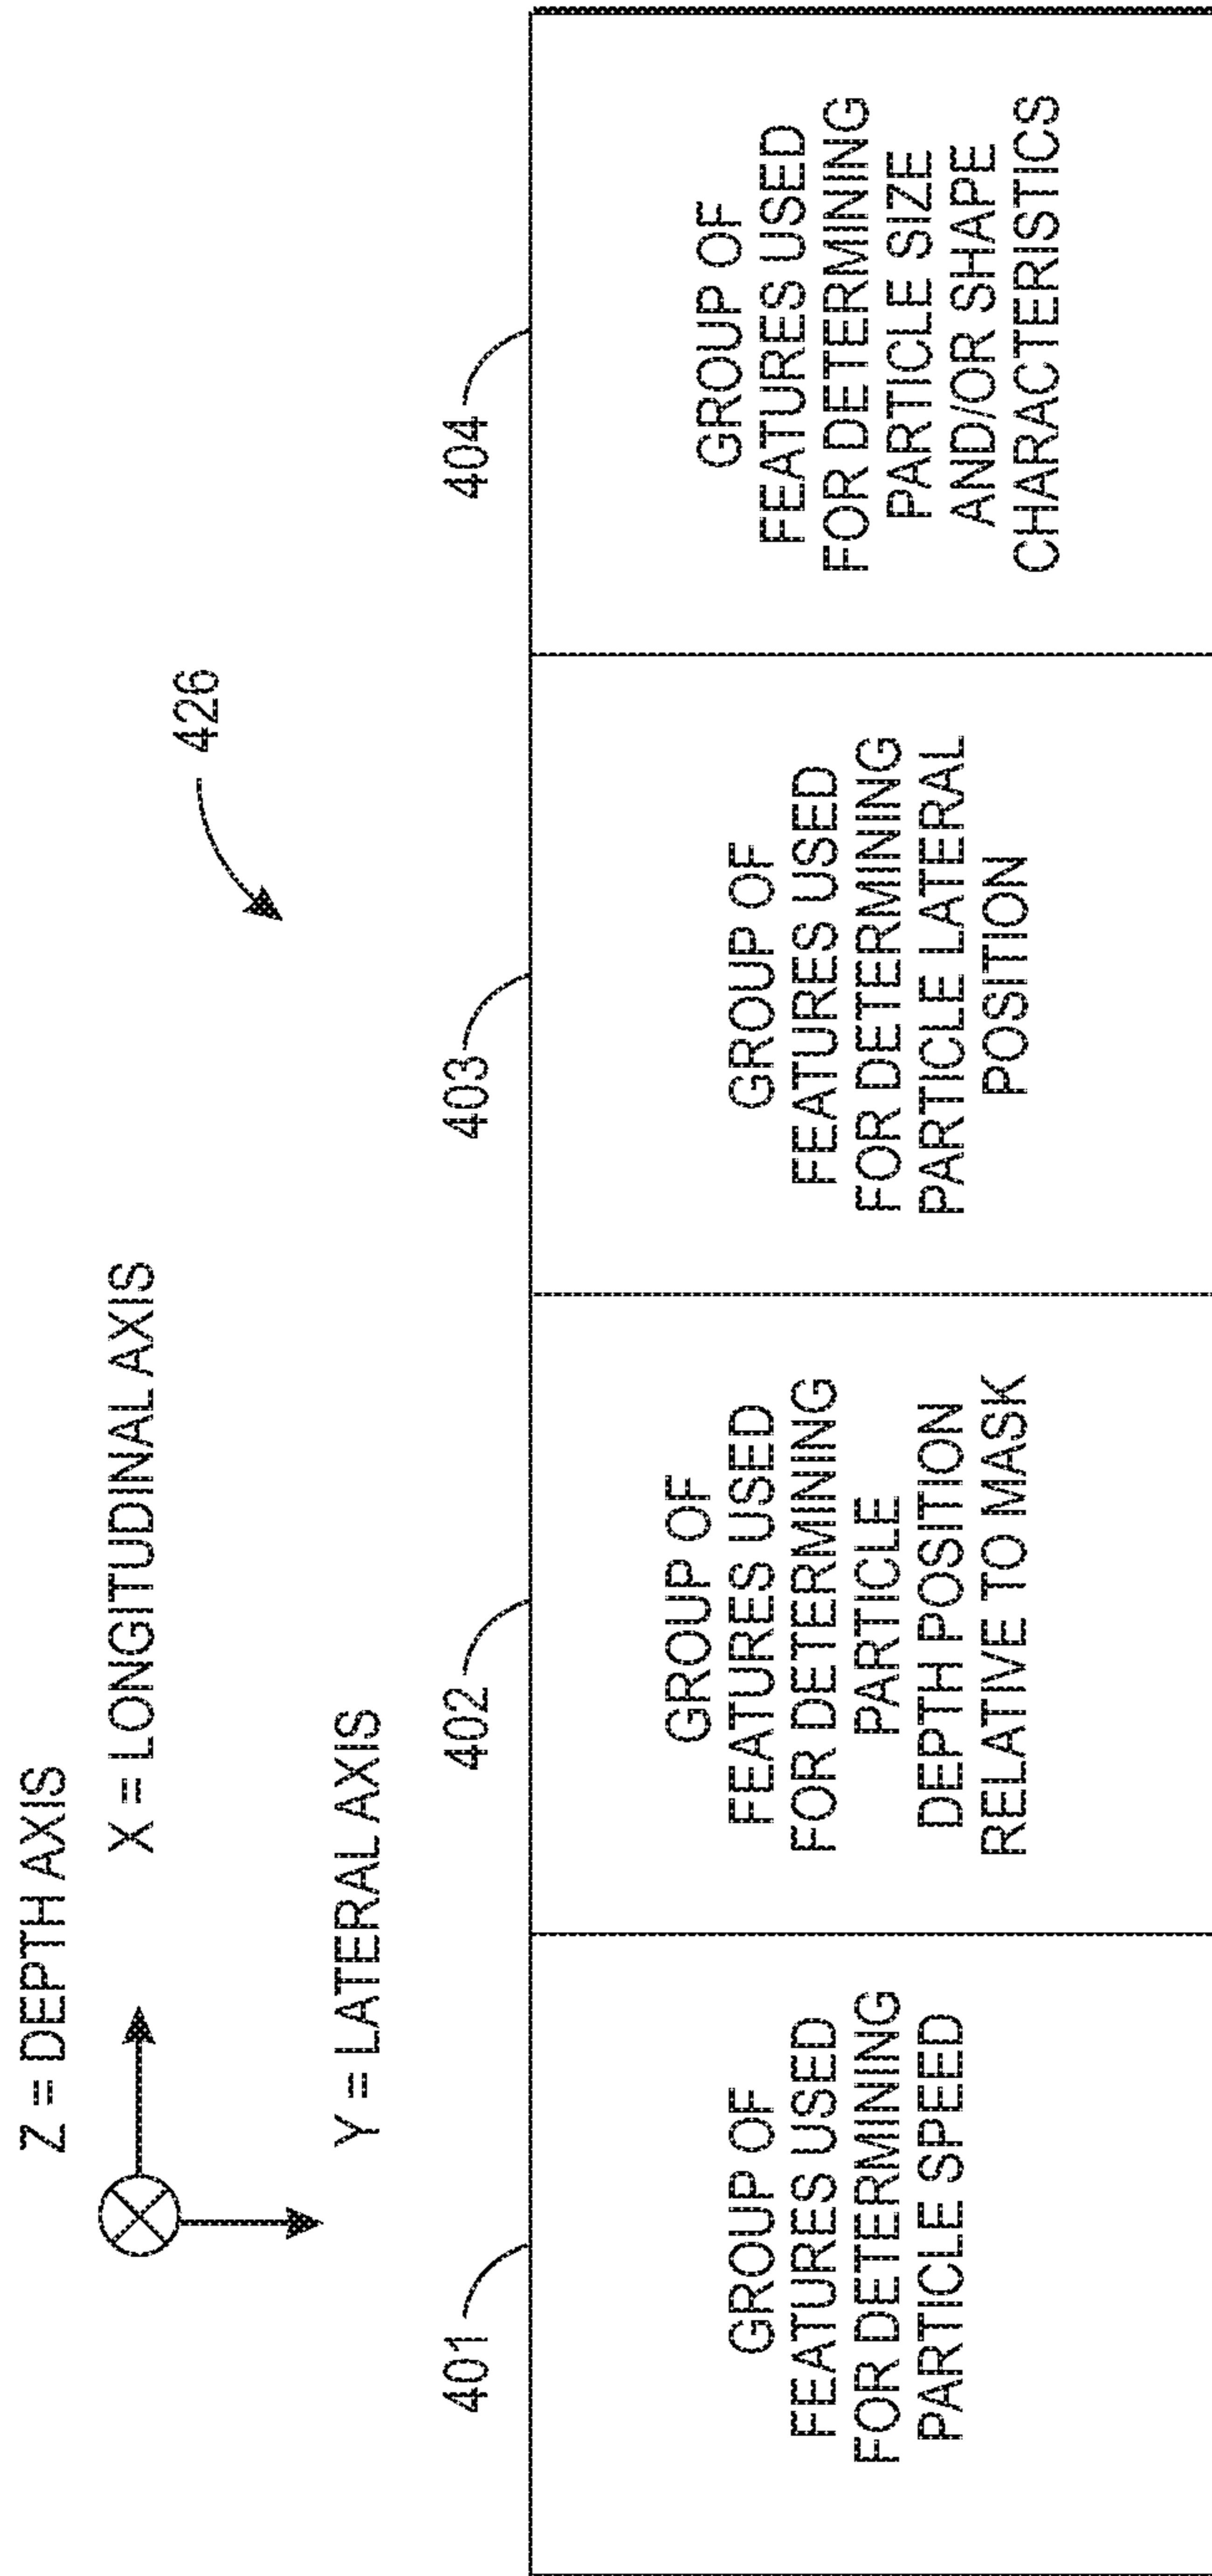 Z = DEPTH AXIS
X = LONGITUDINAL AXIS
Y = LATERAL AXIS
426
401
402
403
404
GROUP OF
FEATURES USED
FOR DETERMINING
PARTICLE SPEED
GROUP OF
FEATURES USED
FOR DETERMINING
PARTICLE
DEPTH POSITION
RELATIVE TO MASK
GROUP OF
FEATURES USED
FOR DETERMINING
PARTICLE LATERAL
POSITION
GROUP OF
FEATURES USED
FOR DETERMINING
PARTICLE SIZE
AND/OR SHAPE
CHARACTERISTICS